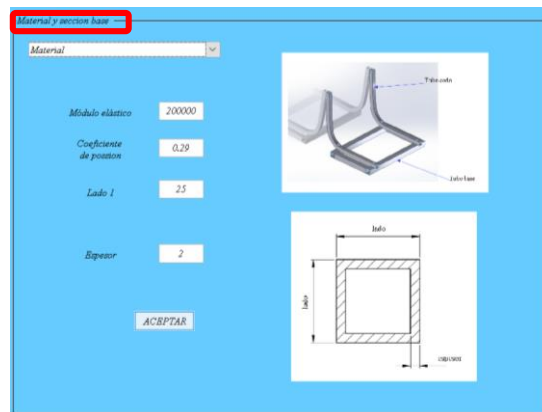 Material y seccion base
Material
Módulo elástico
200000
Coeficiente
de possion
0.29
Lado 1
25
Espesor
2
ACEPTAR
Tubo codo
Tubo base
lado
lado
espesor